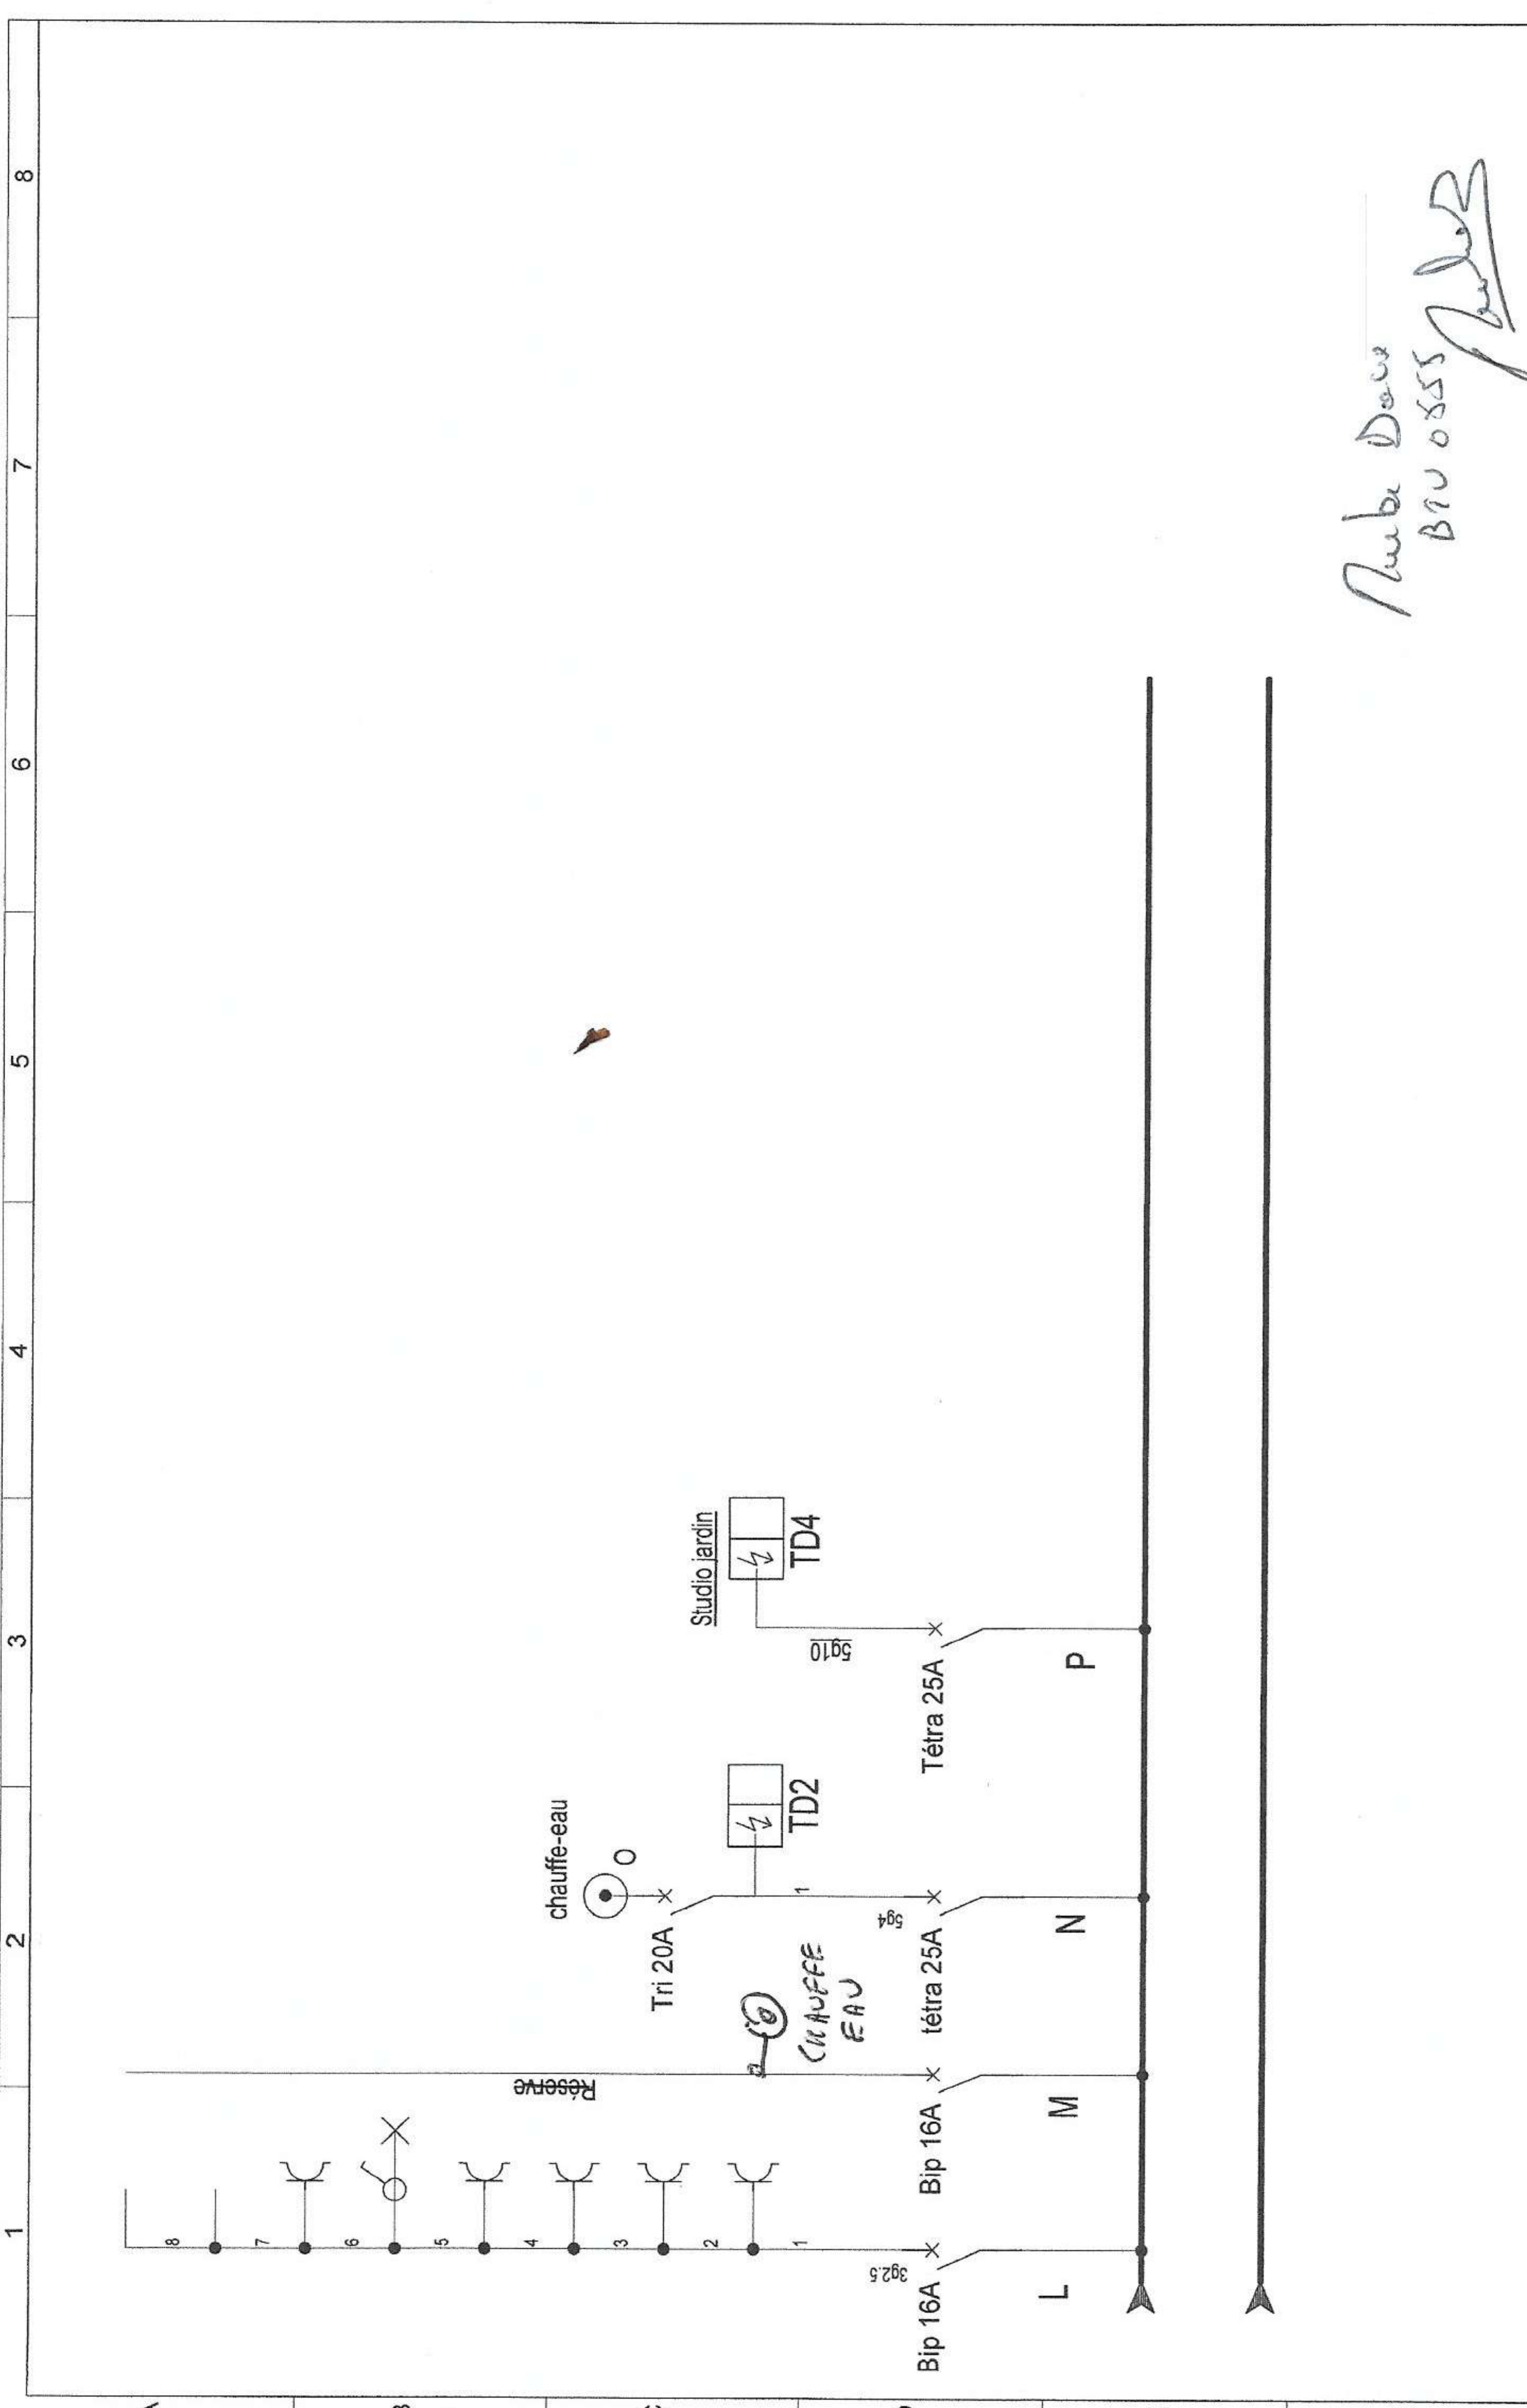 1 2 3 4 5 6 7 8
chauffe-eau
O
Tri 20A
Studio jardin
TD2
TD4
Réserve
8
7
6
5
4
3
2
1
1
CHAUFFE
EAU
3g2.5
5g4
5g10
Bip 16A
Bip 16A
tétra 25A
Tétra 25A
L
M
N
P